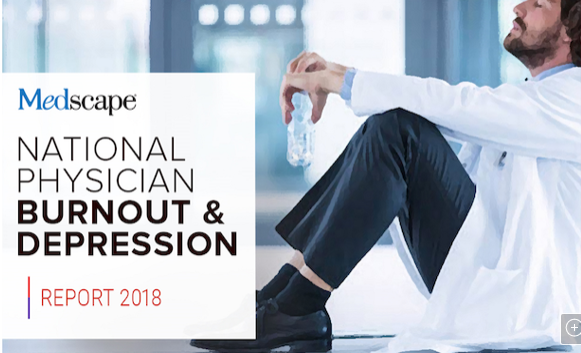 Medscape
NATIONAL
PHYSICIAN
BURNOUT &
DEPRESSION
REPORT 2018